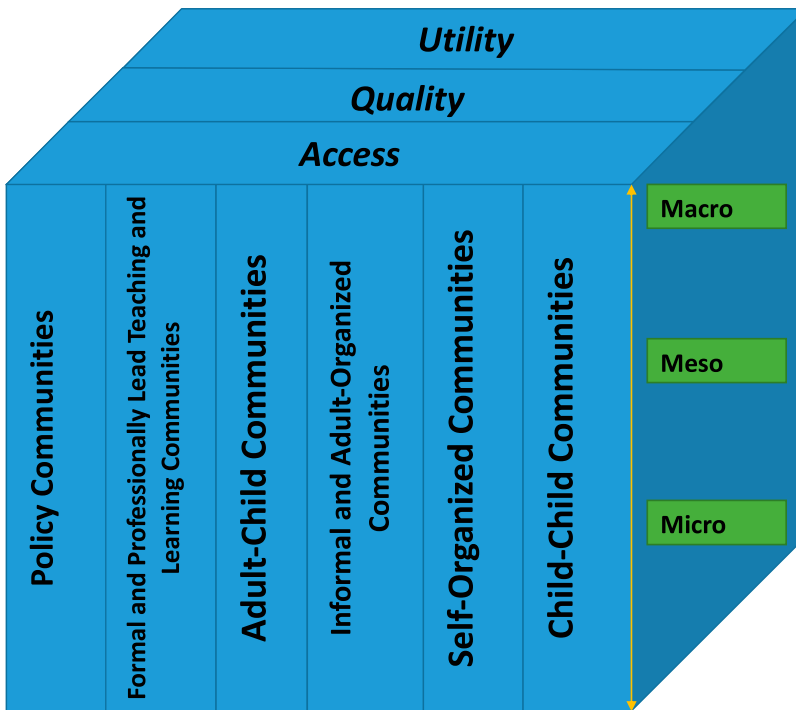 Utility
Quality
Access
Policy Communities
Formal and Professionally Lead Teaching and
Learning Communities
Adult-Child Communities
Informal and Adult-Organized
Communities
Self-Organized Communities
Child-Child Communities
Macro
Meso
Micro